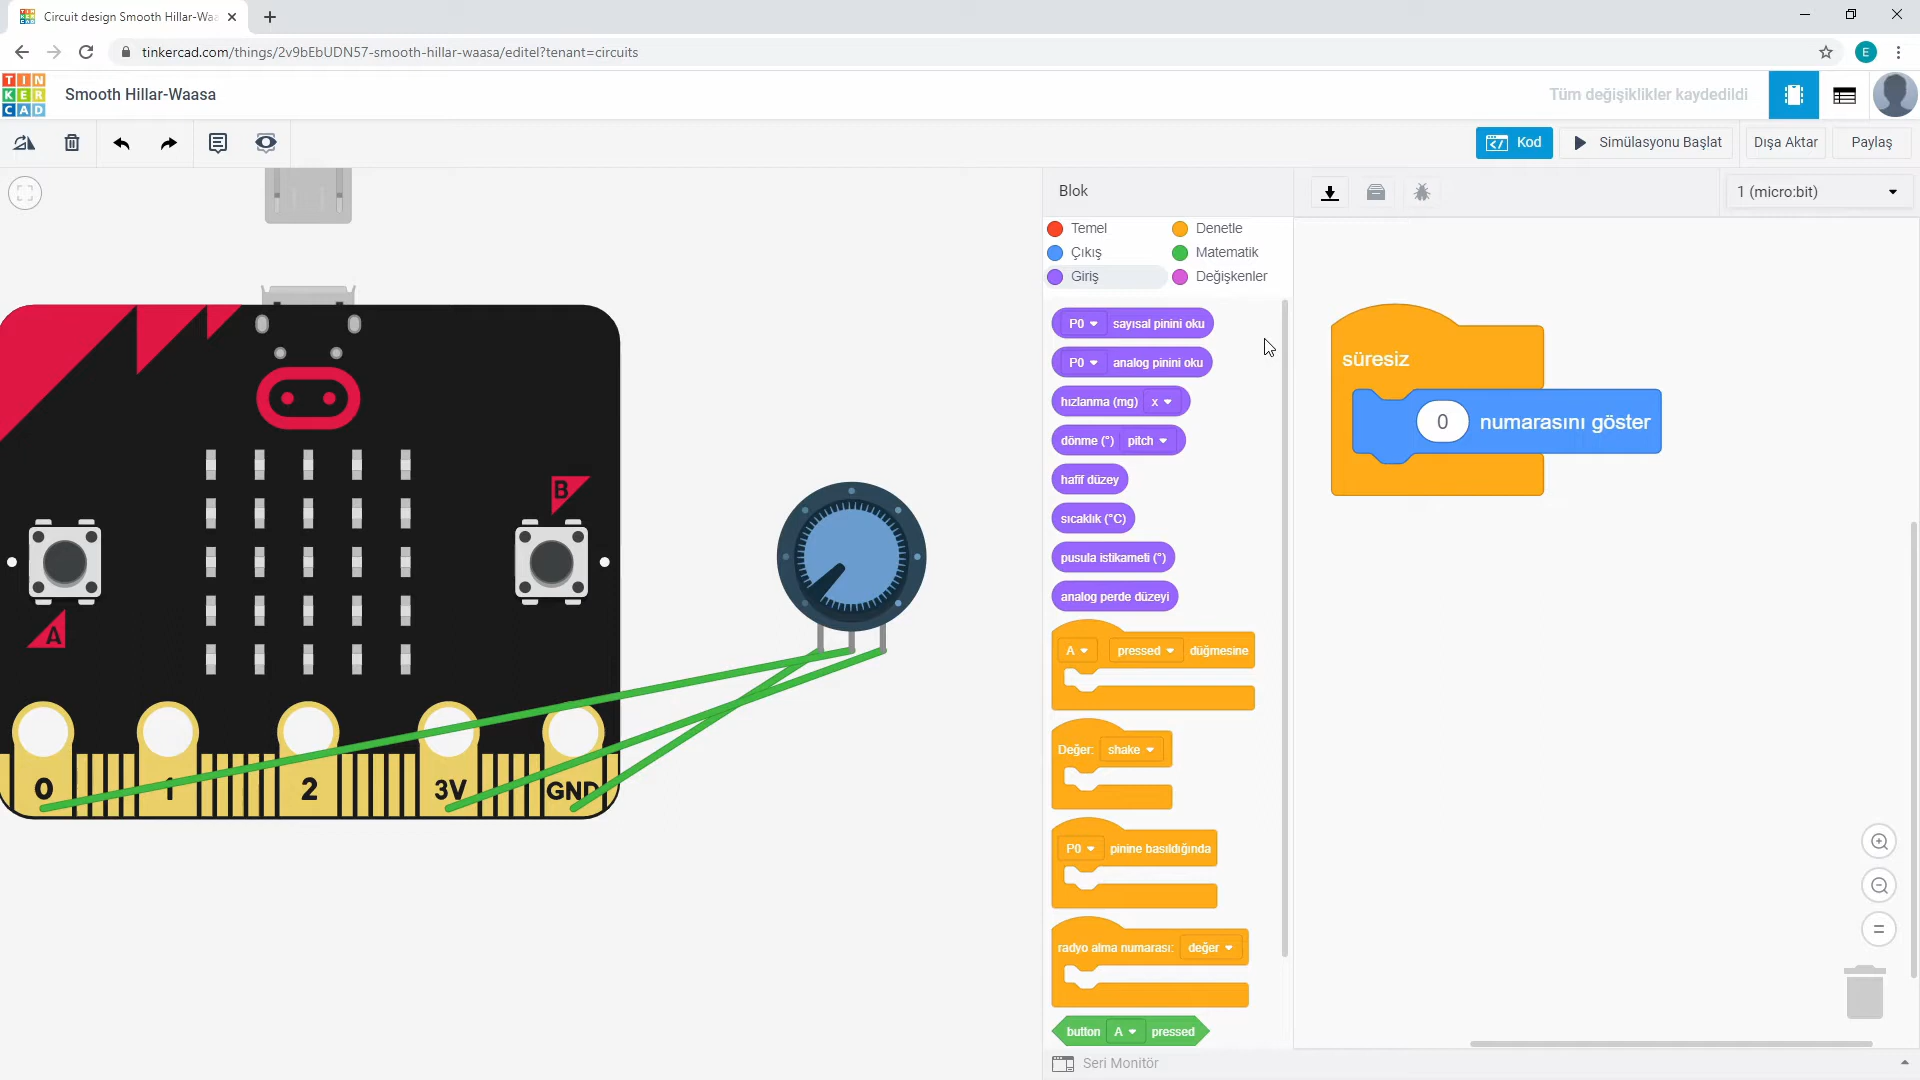 Circuit design Smooth Hillar-Waa
tinkercad.com/things/2v9bEbUDN57-smooth-hillar-waasa/editel?tenant=circuits
E
TIN
KER
CAD
Smooth Hillar-Waasa
Tüm değişiklikler kaydedildi
Kod
Simülasyonu Başlat
Dışa Aktar
Paylaş
Blok
1 (micro:bit)
Temel
Denetle
Çıkış
Matematik
Giriş
Değişkenler
P0 sayısal pinini oku
P0 analog pinini oku
hızlanma (mg) x
dönme (°) pitch
hafif düzey
sıcaklık (°C)
pusula istikameti (°)
analog perde düzeyi
A pressed düğmesine
Değer: shake
P0 pinine basıldığında
radyo alma numarası: değer
button A pressed
Seri Monitör
süresiz
0 numarasını göster
B
A
0
1
2
3V
GND